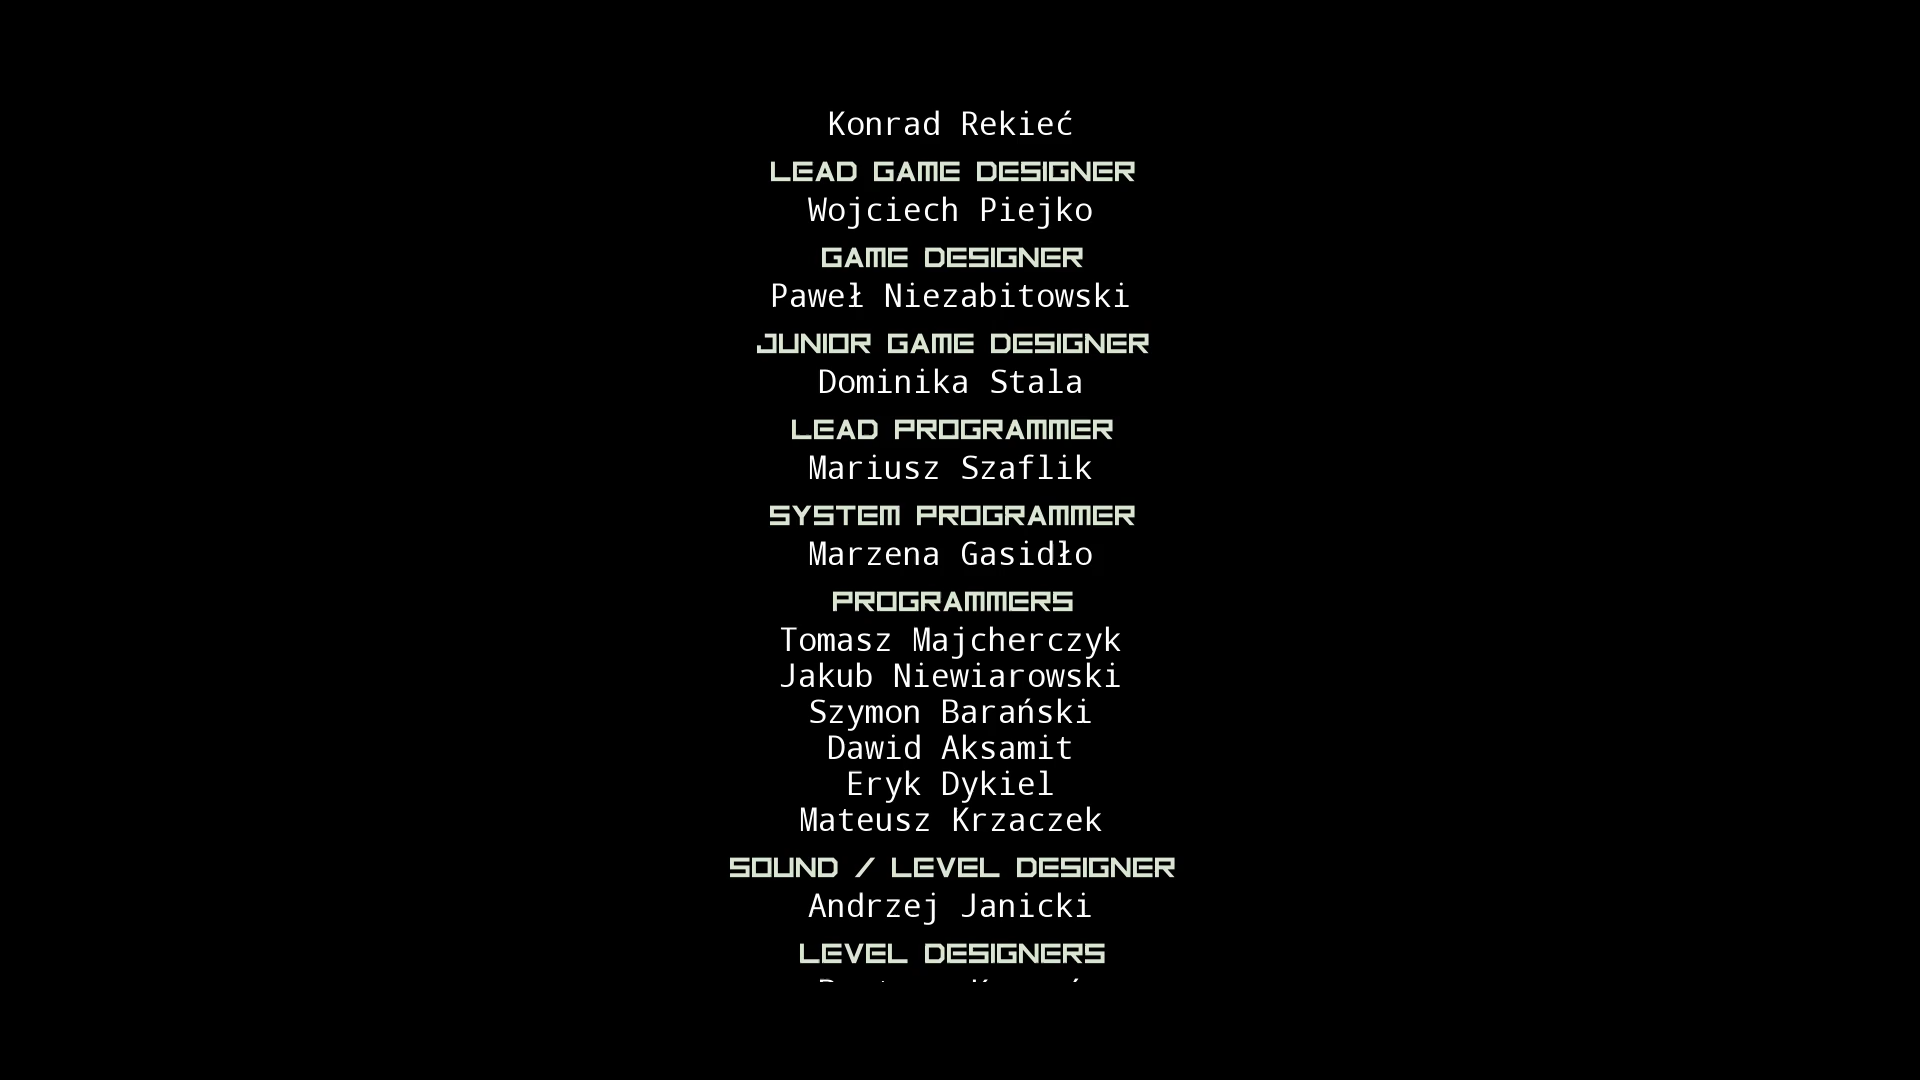 Konrad Rekieć
LEAD GAME DESIGNER
Wojciech Piejko
GAME DESIGNER
Paweł Niezabitowski
JUNIOR GAME DESIGNER
Dominika Stala
LEAD PROGRAMMER
Mariusz Szaflik
SYSTEM PROGRAMMER
Marzena Gasidło
PROGRAMMERS
Tomasz Majcherczyk
Jakub Niewiarowski
Szymon Barański
Dawid Aksamit
Eryk Dykiel
Mateusz Krzaczek
SOUND / LEVEL DESIGNER
Andrzej Janicki
LEVEL DESIGNERS